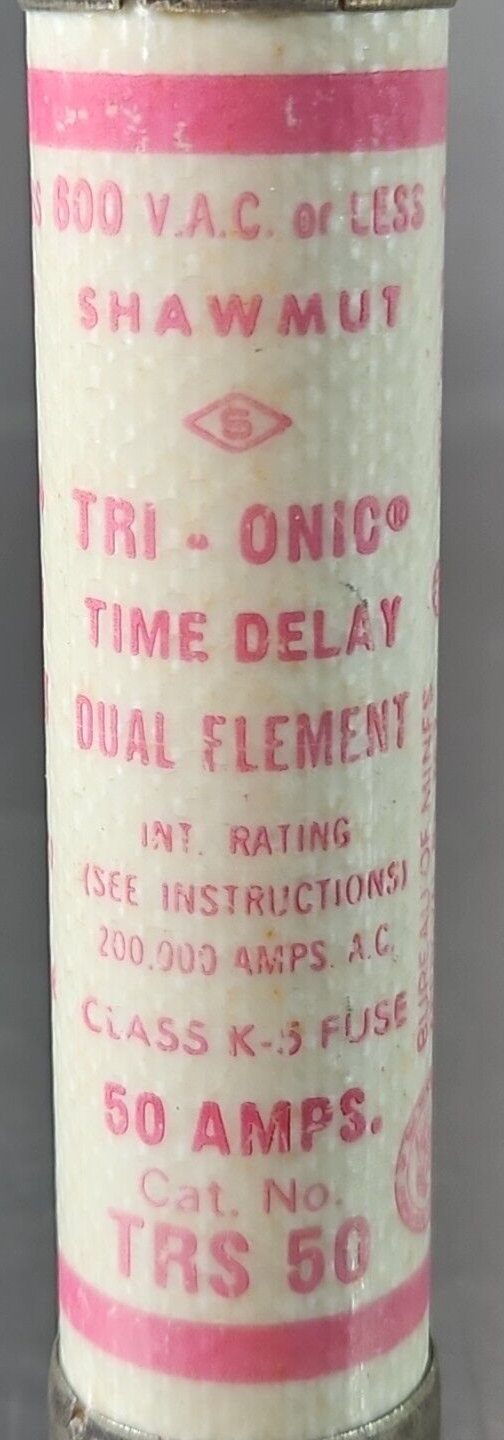 600 V.A.C. or LESS
SHAWMUT
S
TRI - ONIC®
TIME DELAY
DUAL ELEMENT
INT. RATING
(SEE INSTRUCTIONS)
200,000 AMPS. A.C.
CLASS K-5 FUSE
50 AMPS.
Cat. No.
TRS 50
BUREAU OF MINES